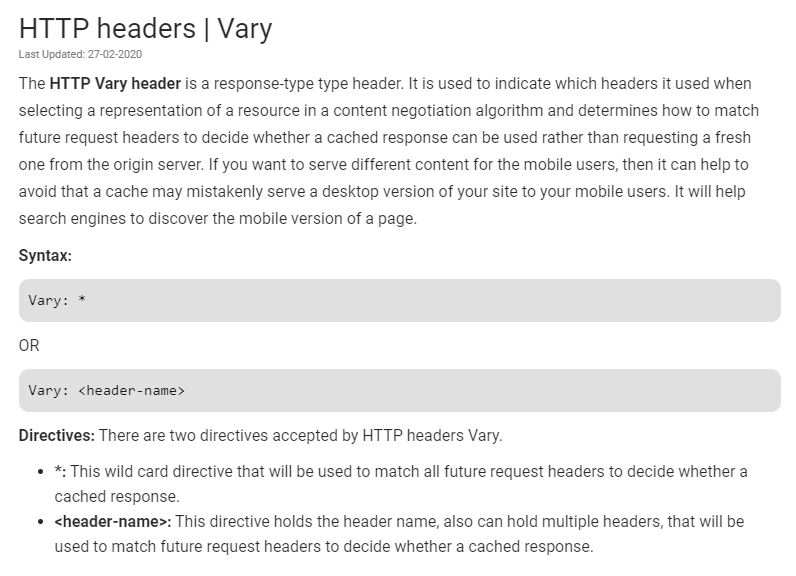 HTTP headers | Vary
Last Updated: 27-02-2020
The HTTP Vary header is a response-type type header. It is used to indicate which headers it used when
selecting a representation of a resource in a content negotiation algorithm and determines how to match
future request headers to decide whether a cached response can be used rather than requesting a fresh
one from the origin server. If you want to serve different content for the mobile users, then it can help to
avoid that a cache may mistakenly serve a desktop version of your site to your mobile users. It will help
search engines to discover the mobile version of a page.
Syntax:
Vary: *
OR
Vary: <header-name>
Directives: There are two directives accepted by HTTP headers Vary.
• *: This wild card directive that will be used to match all future request headers to decide whether a
cached response.
• <header-name>: This directive holds the header name, also can hold multiple headers, that will be
used to match future request headers to decide whether a cached response.